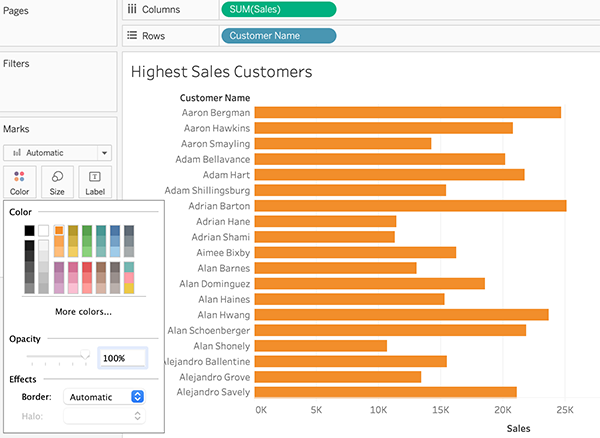 Pages
Columns
SUM(Sales)
Rows
Customer Name
Filters
Marks
Automatic
Color
Size
Label
Color
More colors...
Opacity
100%
Effects
Border:
Automatic
Halo:
Highest Sales Customers
Customer Name
Aaron Bergman
Aaron Hawkins
Aaron Smayling
Adam Bellavance
Adam Hart
Adam Shillingsburg
Adrian Barton
Adrian Hane
Adrian Shami
Aimee Bixby
Alan Barnes
Alan Dominguez
Alan Haines
Alan Hwang
Alan Schoenberger
Alan Shonely
Alejandro Ballentine
Alejandro Grove
Alejandro Savely
0K 5K 10K 15K 20K 25K
Sales